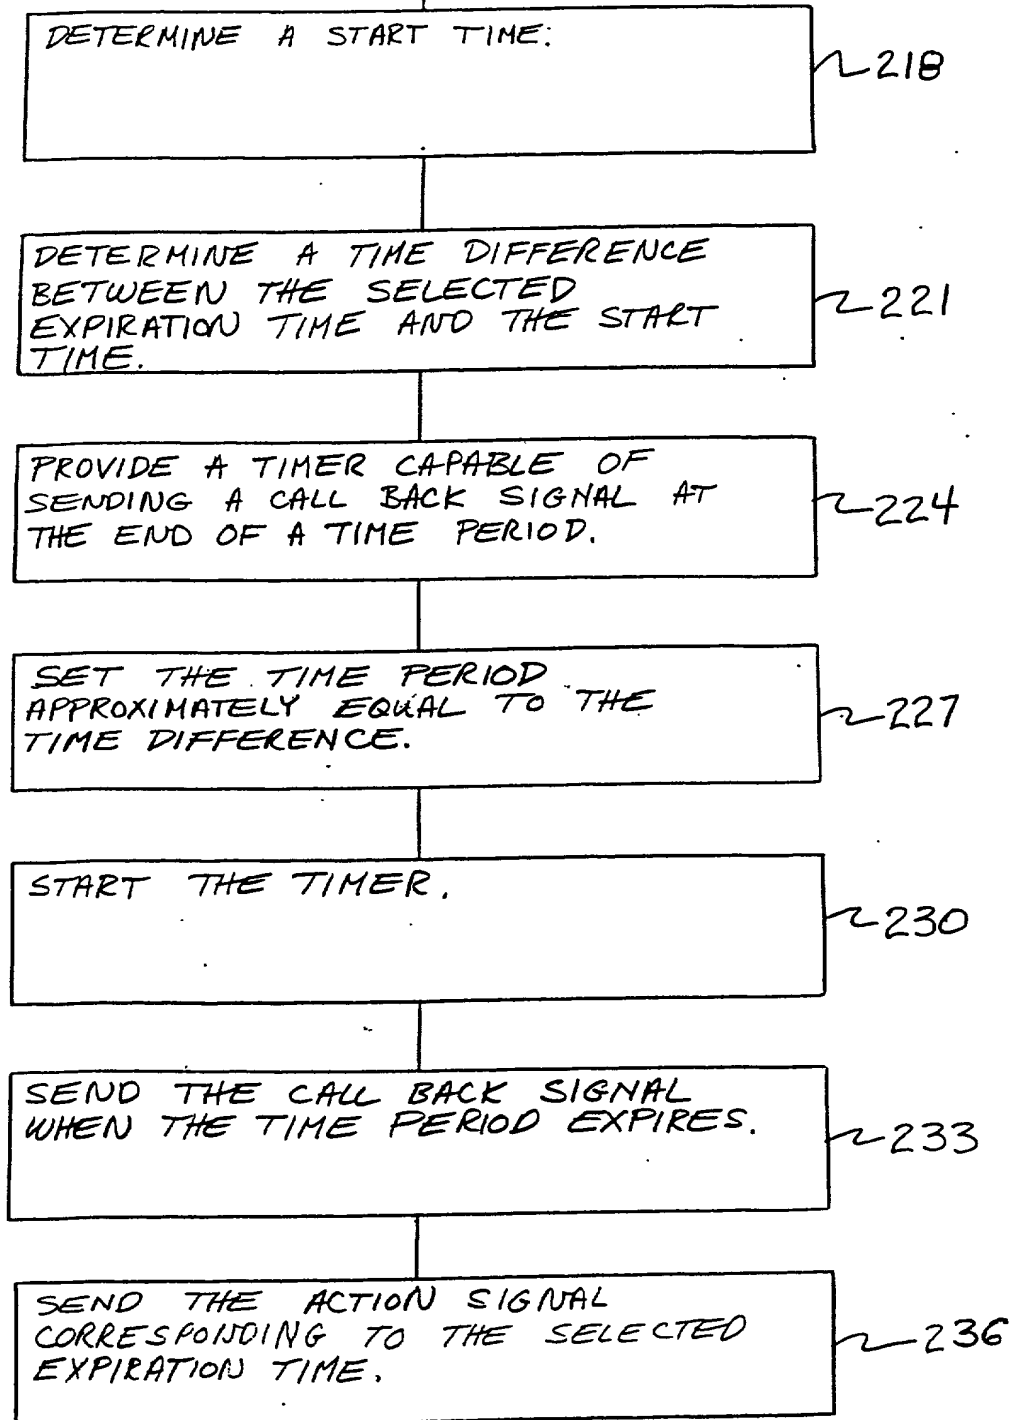 DETERMINE A START TIME.
218
DETERMINE A TIME DIFFERENCE
BETWEEN THE SELECTED
EXPIRATION TIME AND THE START
TIME.
221
PROVIDE A TIMER CAPABLE OF
SENDING A CALL BACK SIGNAL AT
THE END OF A TIME PERIOD.
224
SET THE TIME PERIOD
APPROXIMATELY EQUAL TO THE
TIME DIFFERENCE.
227
START THE TIMER.
230
SEND THE CALL BACK SIGNAL
WHEN THE TIME PERIOD EXPIRES.
233
SEND THE ACTION SIGNAL
CORRESPONDING TO THE SELECTED
EXPIRATION TIME.
236